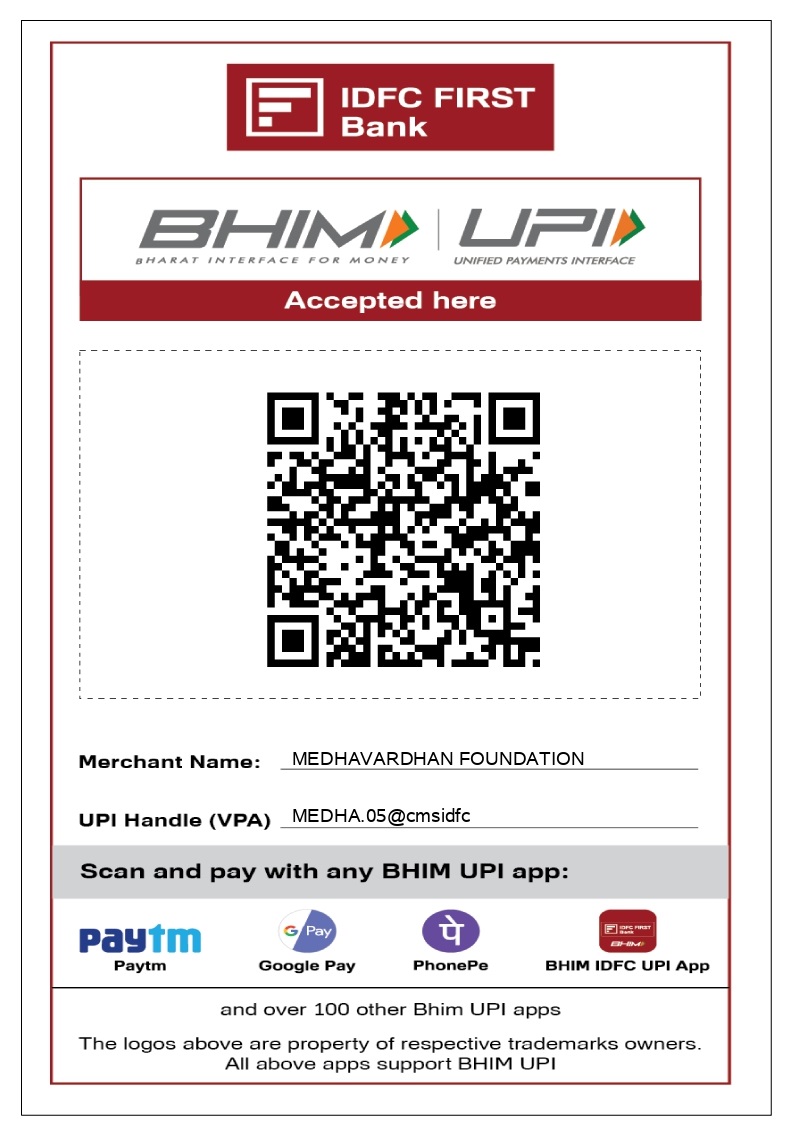 IDFC FIRST
Bank
BHIM UPI
BHARAT INTERFACE FOR MONEY UNIFIED PAYMENTS INTERFACE
Accepted here
Merchant Name: MEDHAVARDHAN FOUNDATION
UPI Handle (VPA) MEDHA.05@cmsidfc
Scan and pay with any BHIM UPI app:
paytm G Pay पे IDFC FIRST
Bank
BHIM
Paytm Google Pay PhonePe BHIM IDFC UPI App
and over 100 other Bhim UPI apps
The logos above are property of respective trademarks owners.
All above apps support BHIM UPI